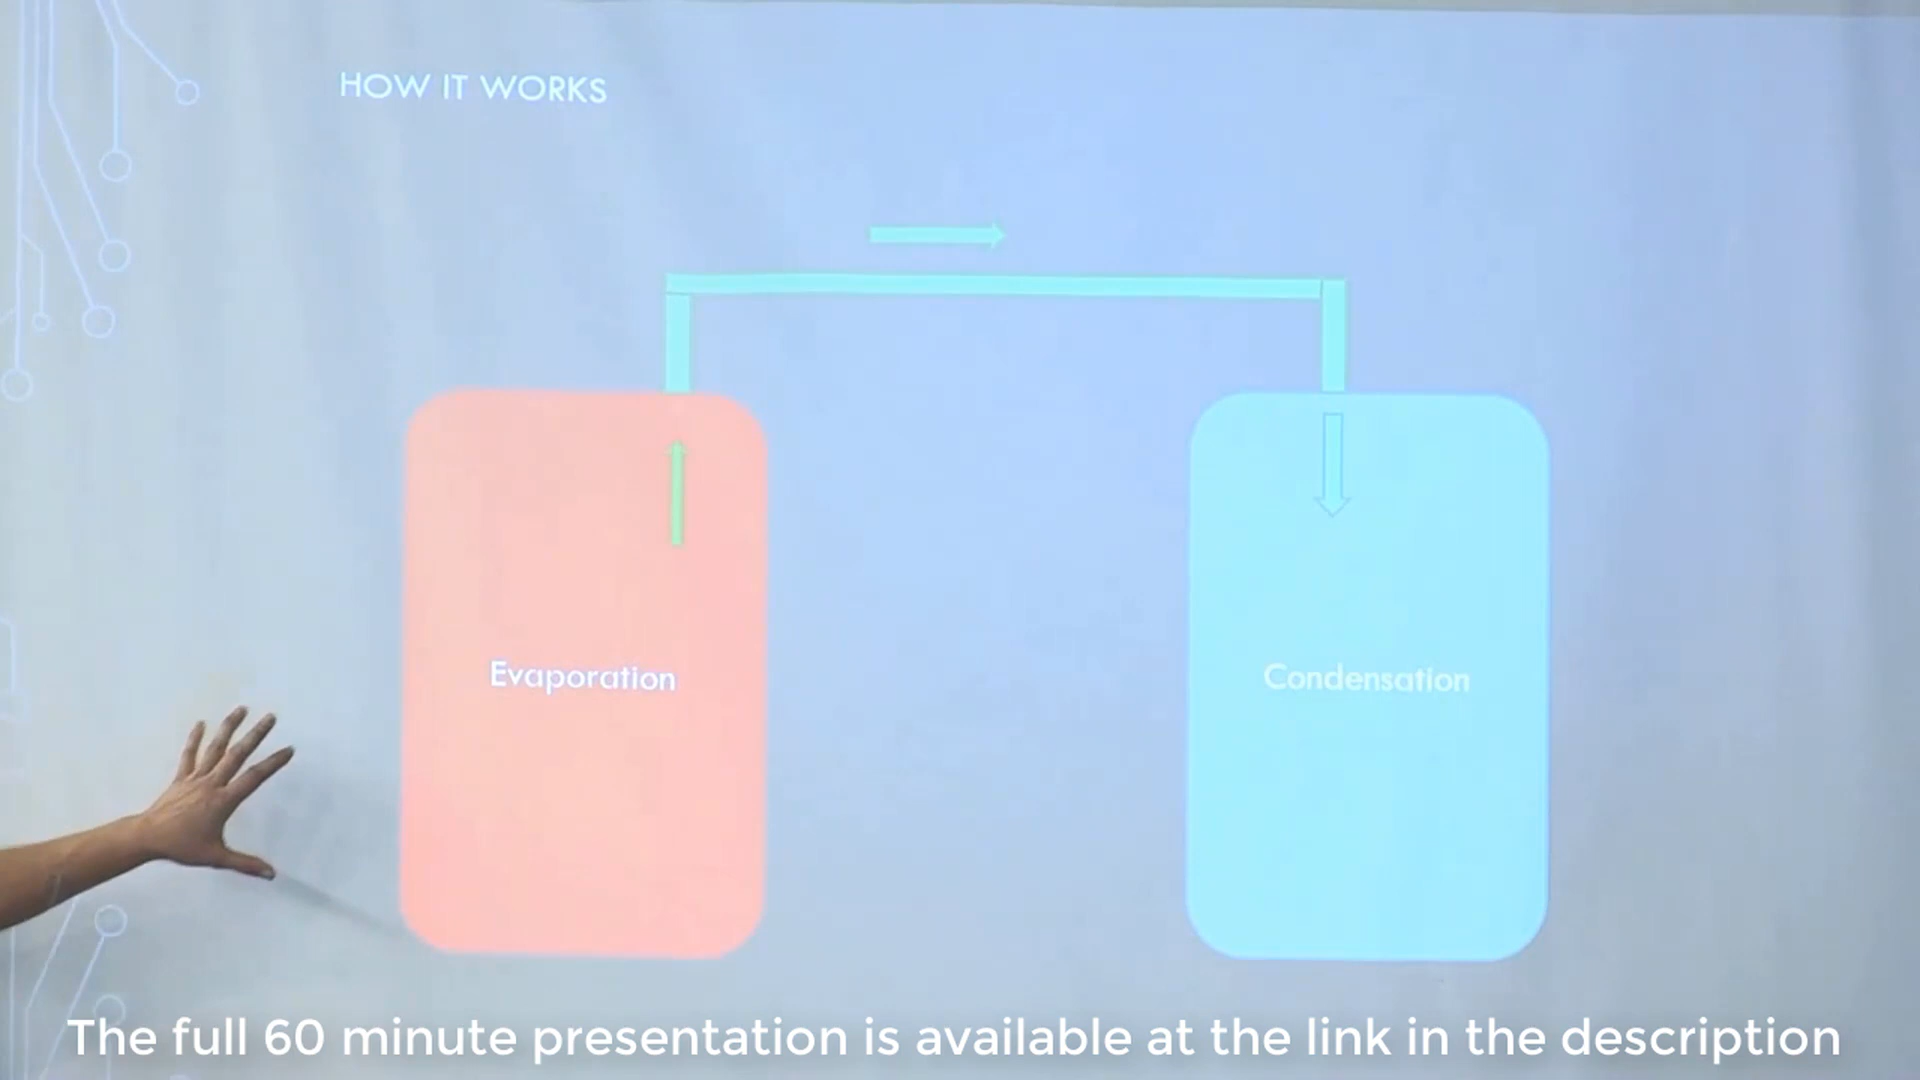 HOW IT WORKS
Evaporation
Condensation
The full 60 minute presentation is available at the link in the description